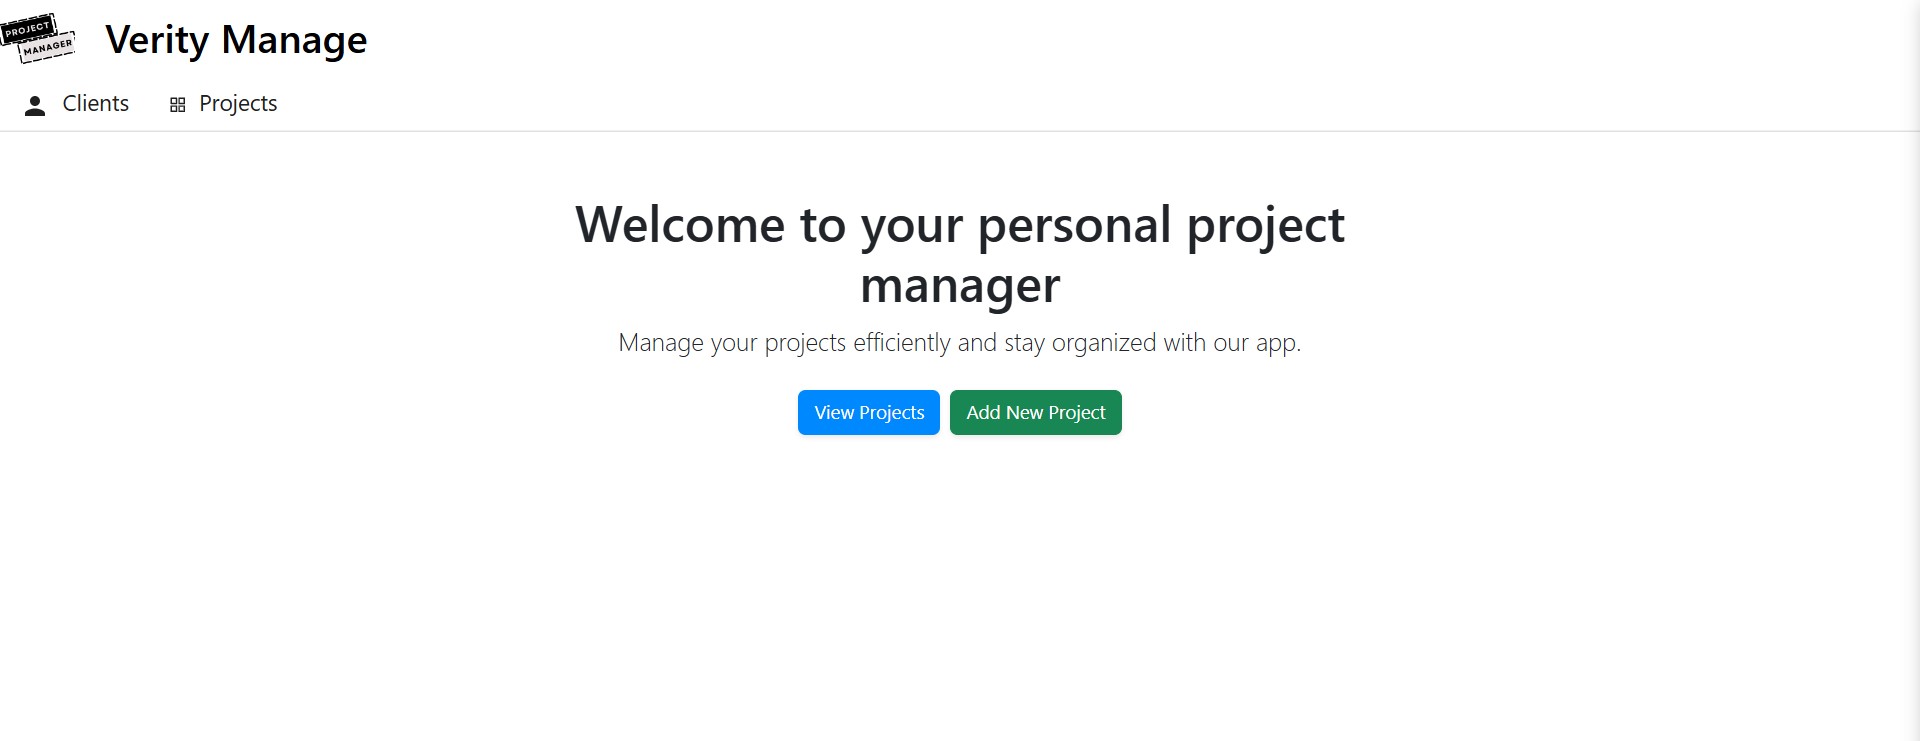 PROJECT
MANAGER
Verity Manage
Clients
Projects
Welcome to your personal project
manager
Manage your projects efficiently and stay organized with our app.
View Projects
Add New Project